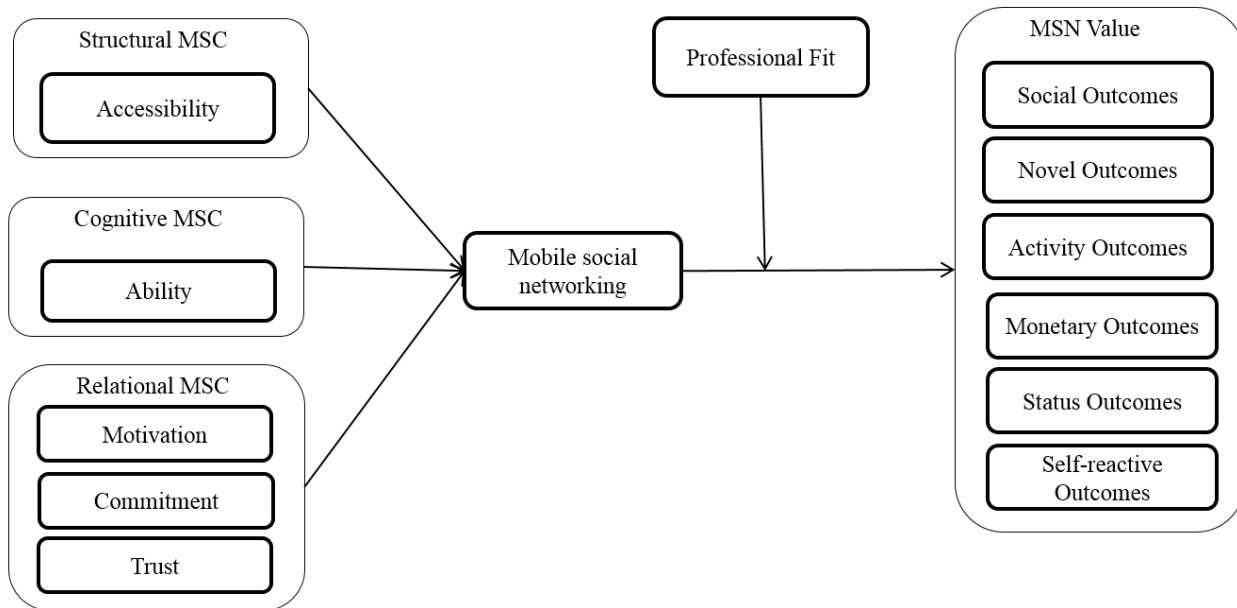 Structural MSC
Accessibility
Cognitive MSC
Ability
Relational MSC
Motivation
Commitment
Trust
Mobile social
networking
Professional Fit
MSN Value
Social Outcomes
Novel Outcomes
Activity Outcomes
Monetary Outcomes
Status Outcomes
Self-reactive
Outcomes